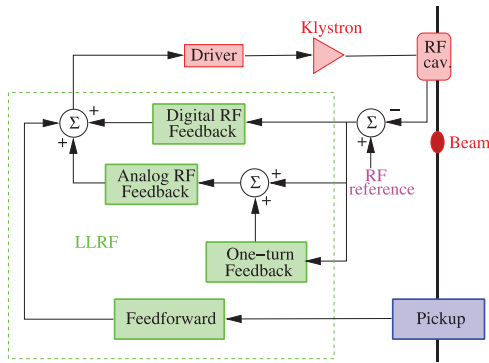 Klystron
Driver
RF
cav.
+
Σ
+
+
Digital RF
Feedback
−
Σ
+
Beam
Analog RF
Feedback
Σ
+
+
RF
reference
LLRF
One−turn
Feedback
Feedforward
Pickup